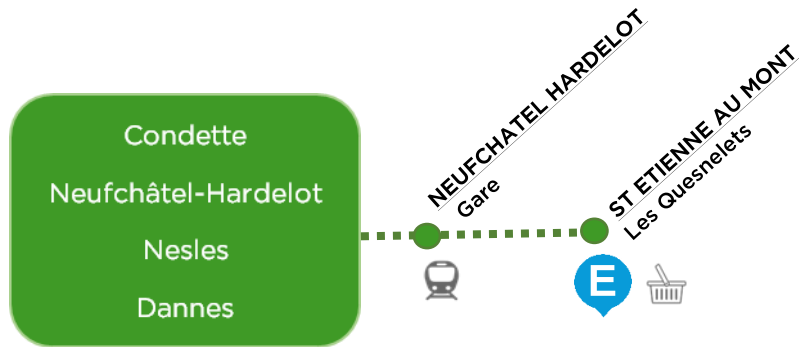 Condette
Neufchâtel-Hardelot
Nesles
Dannes
NEUFCHATEL HARDELOT
Gare
ST ETIENNE AU MONT
Les Quesnelets
E